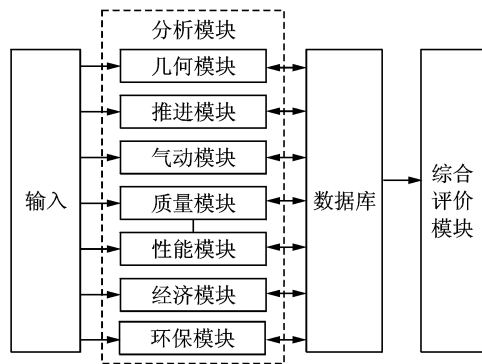 分析模块
几何模块
推进模块
气动模块
质量模块
性能模块
经济模块
环保模块
输入
数据库
综合
评价
模块